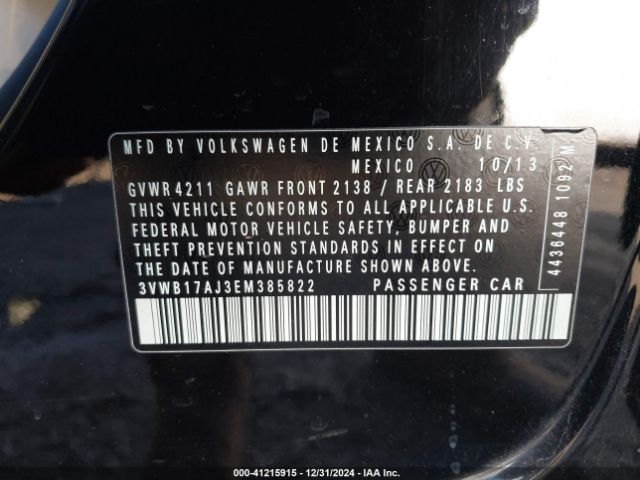 MFD BY VOLKSWAGEN DE MEXICO S.A. DE C.V.
MEXICO 10/13
GVWR 4211 GAWR FRONT 2138 / REAR 2183 LBS
THIS VEHICLE CONFORMS TO ALL APPLICABLE U.S.
FEDERAL MOTOR VEHICLE SAFETY, BUMPER AND
THEFT PREVENTION STANDARDS IN EFFECT ON
THE DATE OF MANUFACTURE SHOWN ABOVE.
3VWB17AJ3EM385822 PASSENGER CAR
4436448 1092 M
000-41215915 - 12/31/2024 - IAA Inc.